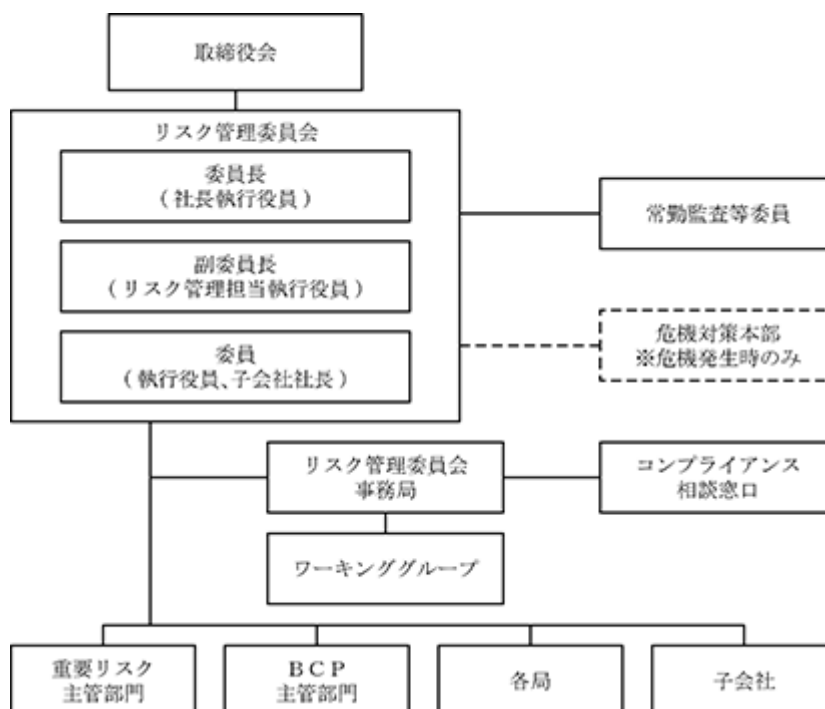 取締役会
リスク管理委員会
委員長
(社長執行役員)
副委員長
(リスク管理担当執行役員)
委員
(執行役員、子会社社長)
常勤監査等委員
危機対策本部
※危機発生時のみ
リスク管理委員会
事務局
コンプライアンス
相談窓口
ワーキンググループ
重要リスク
主管部門
BCP
主管部門
各局
子会社